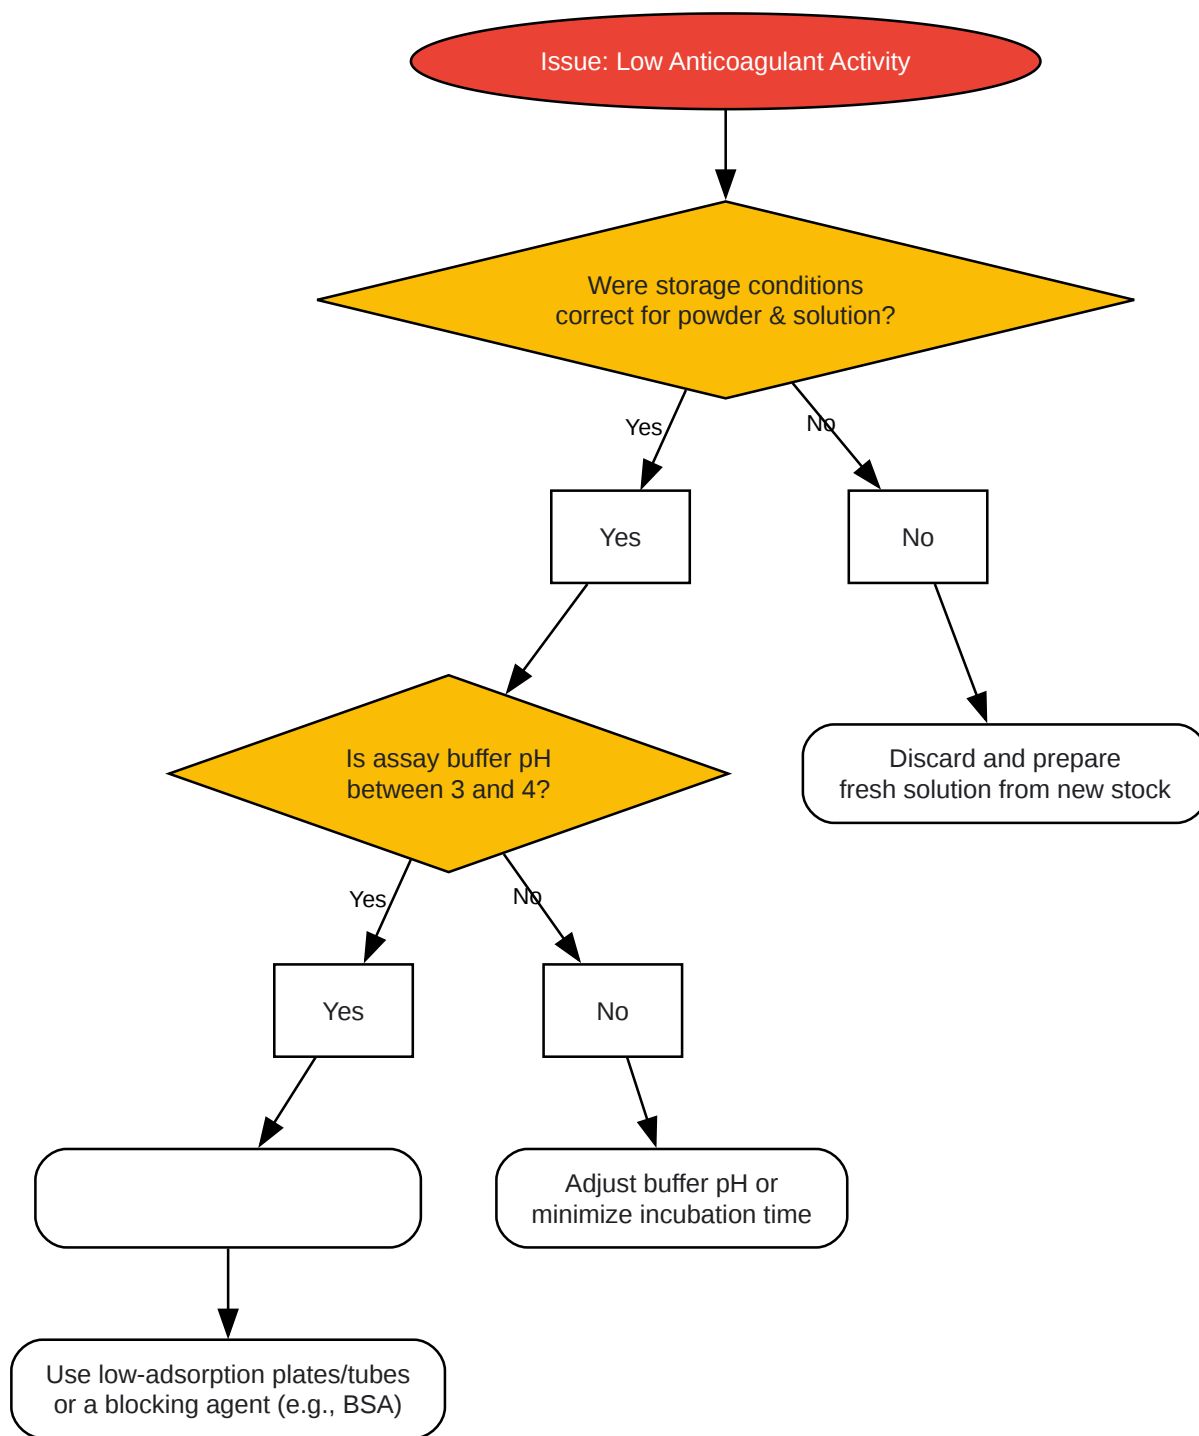 Issue: Low Anticoagulant Activity
Were storage conditions
correct for powder & solution?
Yes
No
Yes
No
Is assay buffer pH
between 3 and 4?
Discard and prepare
fresh solution from new stock
Yes
No
Yes
No
Adjust buffer pH or
minimize incubation time
Use low-adsorption plates/tubes
or a blocking agent (e.g., BSA)